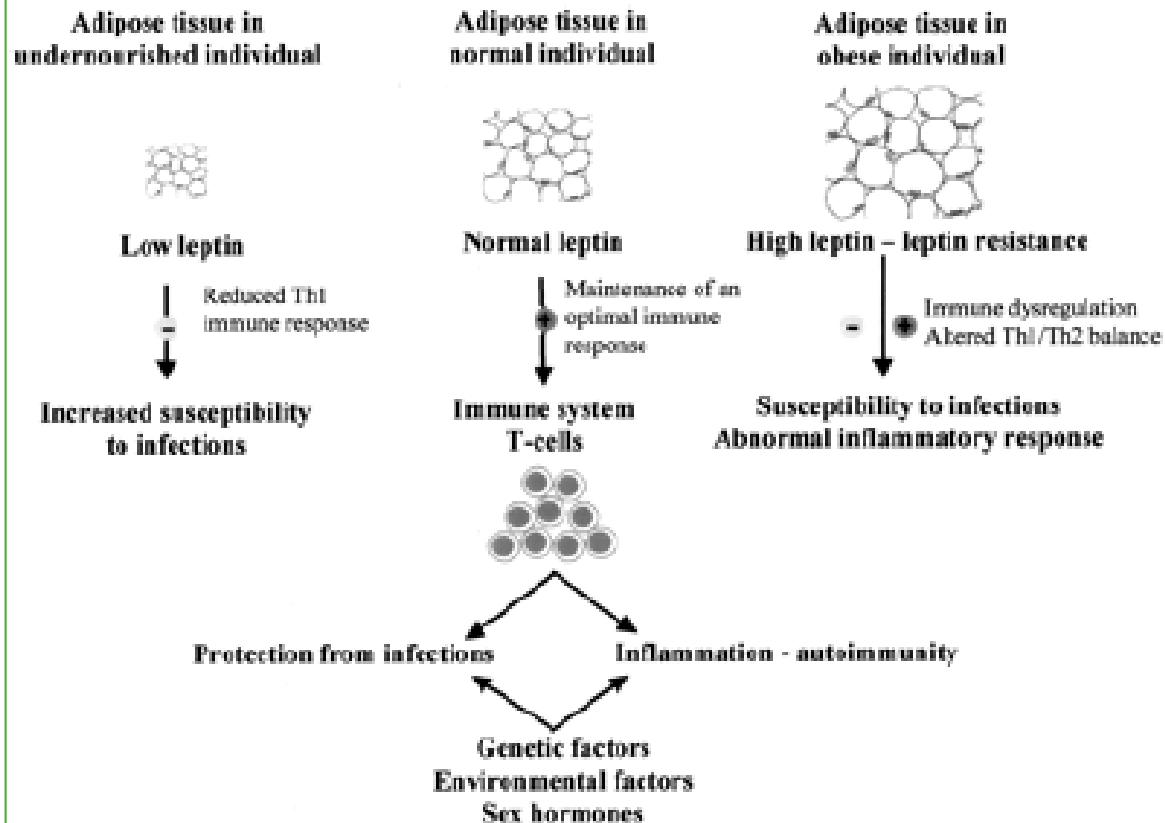 Adipose tissue in
undernourished individual
Low leptin
−
Reduced Th1
immune response
Increased susceptibility
to infections
Adipose tissue in
normal individual
Normal leptin
+
Maintenance of an
optimal immune
response
Immune system
T-cells
Adipose tissue in
obese individual
High leptin – leptin resistance
−
+
Immune dysregulation
Altered Th1/Th2 balance
Susceptibility to infections
Abnormal inflammatory response
Protection from infections
Inflammation - autoimmunity
Genetic factors
Environmental factors
Sex hormones